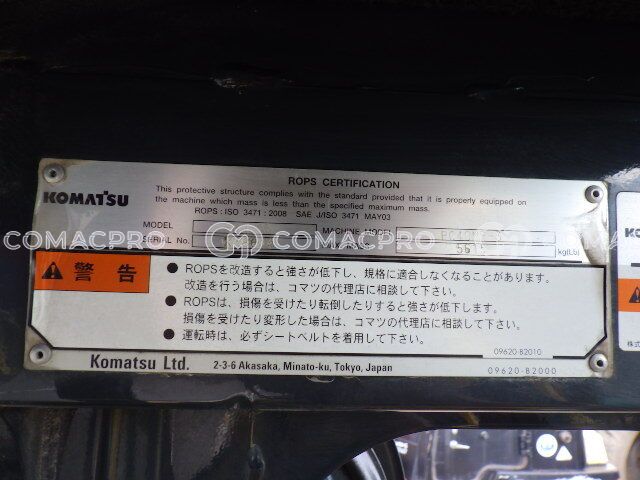 ROPS CERTIFICATION
KOMATSU
This protective structure complies with the standard provided that it is properly equipped on
the machine which mass is less than the specified maximum mass.
ROPS : ISO 3471 : 2008 SAE J/ISO 3471 MAY03
MODEL MACHINE MODEL
SERIAL No. kg(Lb)
COMACPRO COMACPRO COMACPRO
警告
● ROPSを改造すると強さが低下し、規格に適合しなくなることがあります。
改造を行う場合は、コマツの代理店に相談して下さい。
● ROPSは、損傷を受けたり転倒したりすると強さが低下します。
損傷を受けたり変形した場合は、コマツの代理店に相談して下さい。
● 運転時は、必ずシートベルトを着用して下さい。
09620-B2010
Komatsu Ltd. 2-3-6 Akasaka, Minato-ku, Tokyo, Japan
09620-B2000